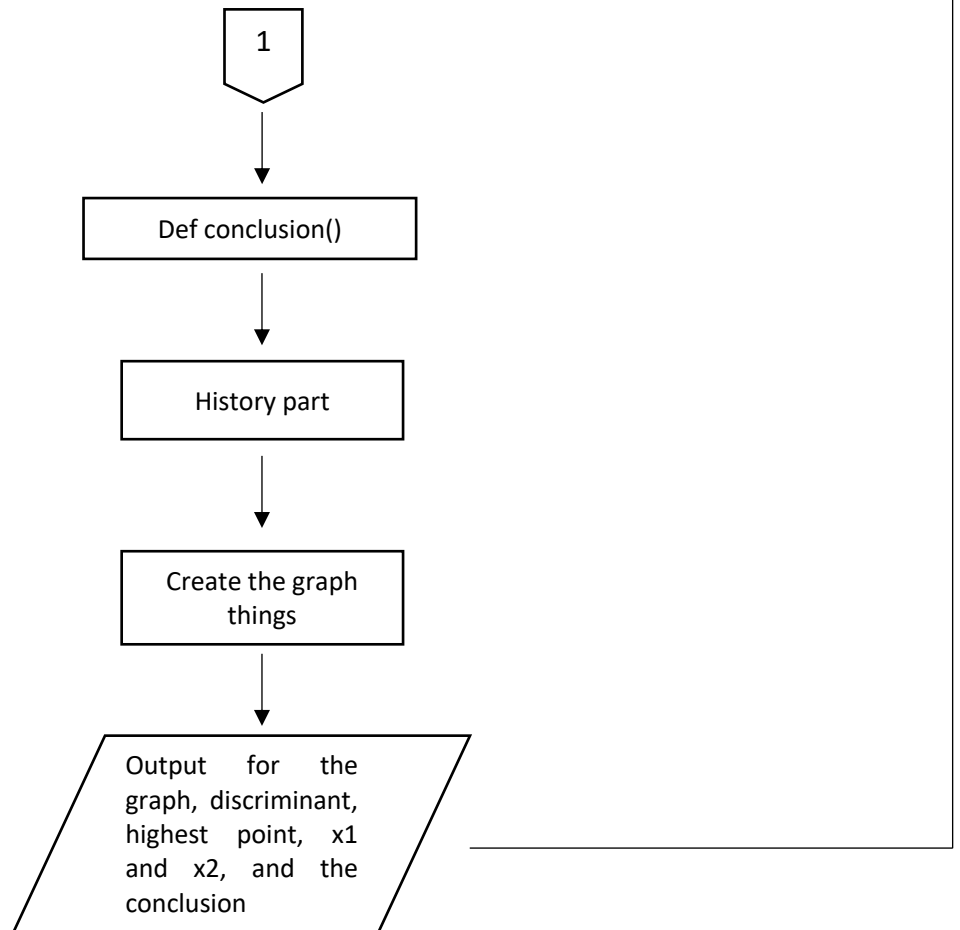 1
Def conclusion()
History part
Create the graph
things
Output for the
graph, discriminant,
highest point, x1
and x2, and the
conclusion